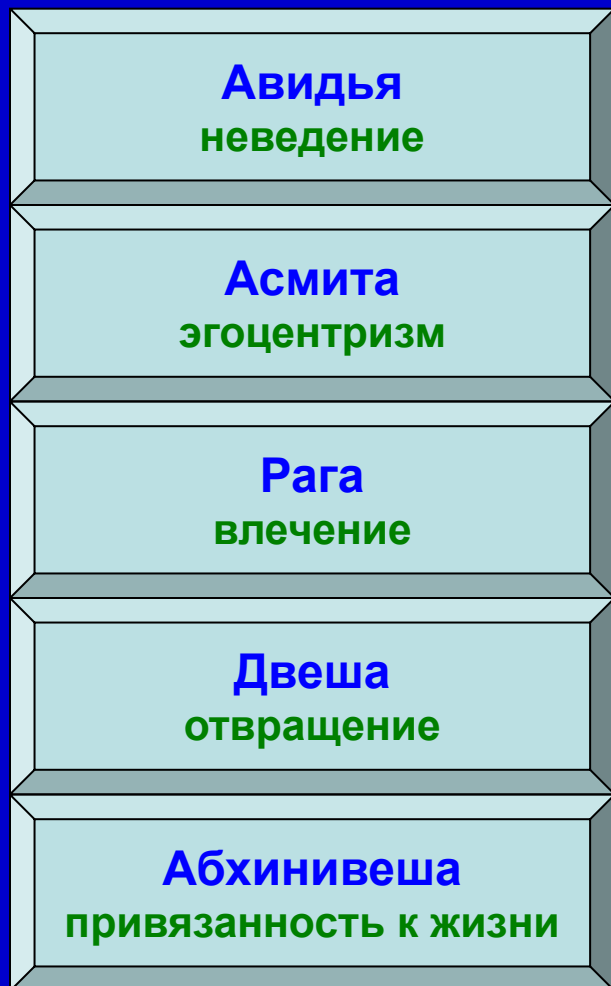 Авидья
неведение
Асмита
эгоцентризм
Рага
влечение
Двеша
отвращение
Абхинивеша
привязанность к жизни